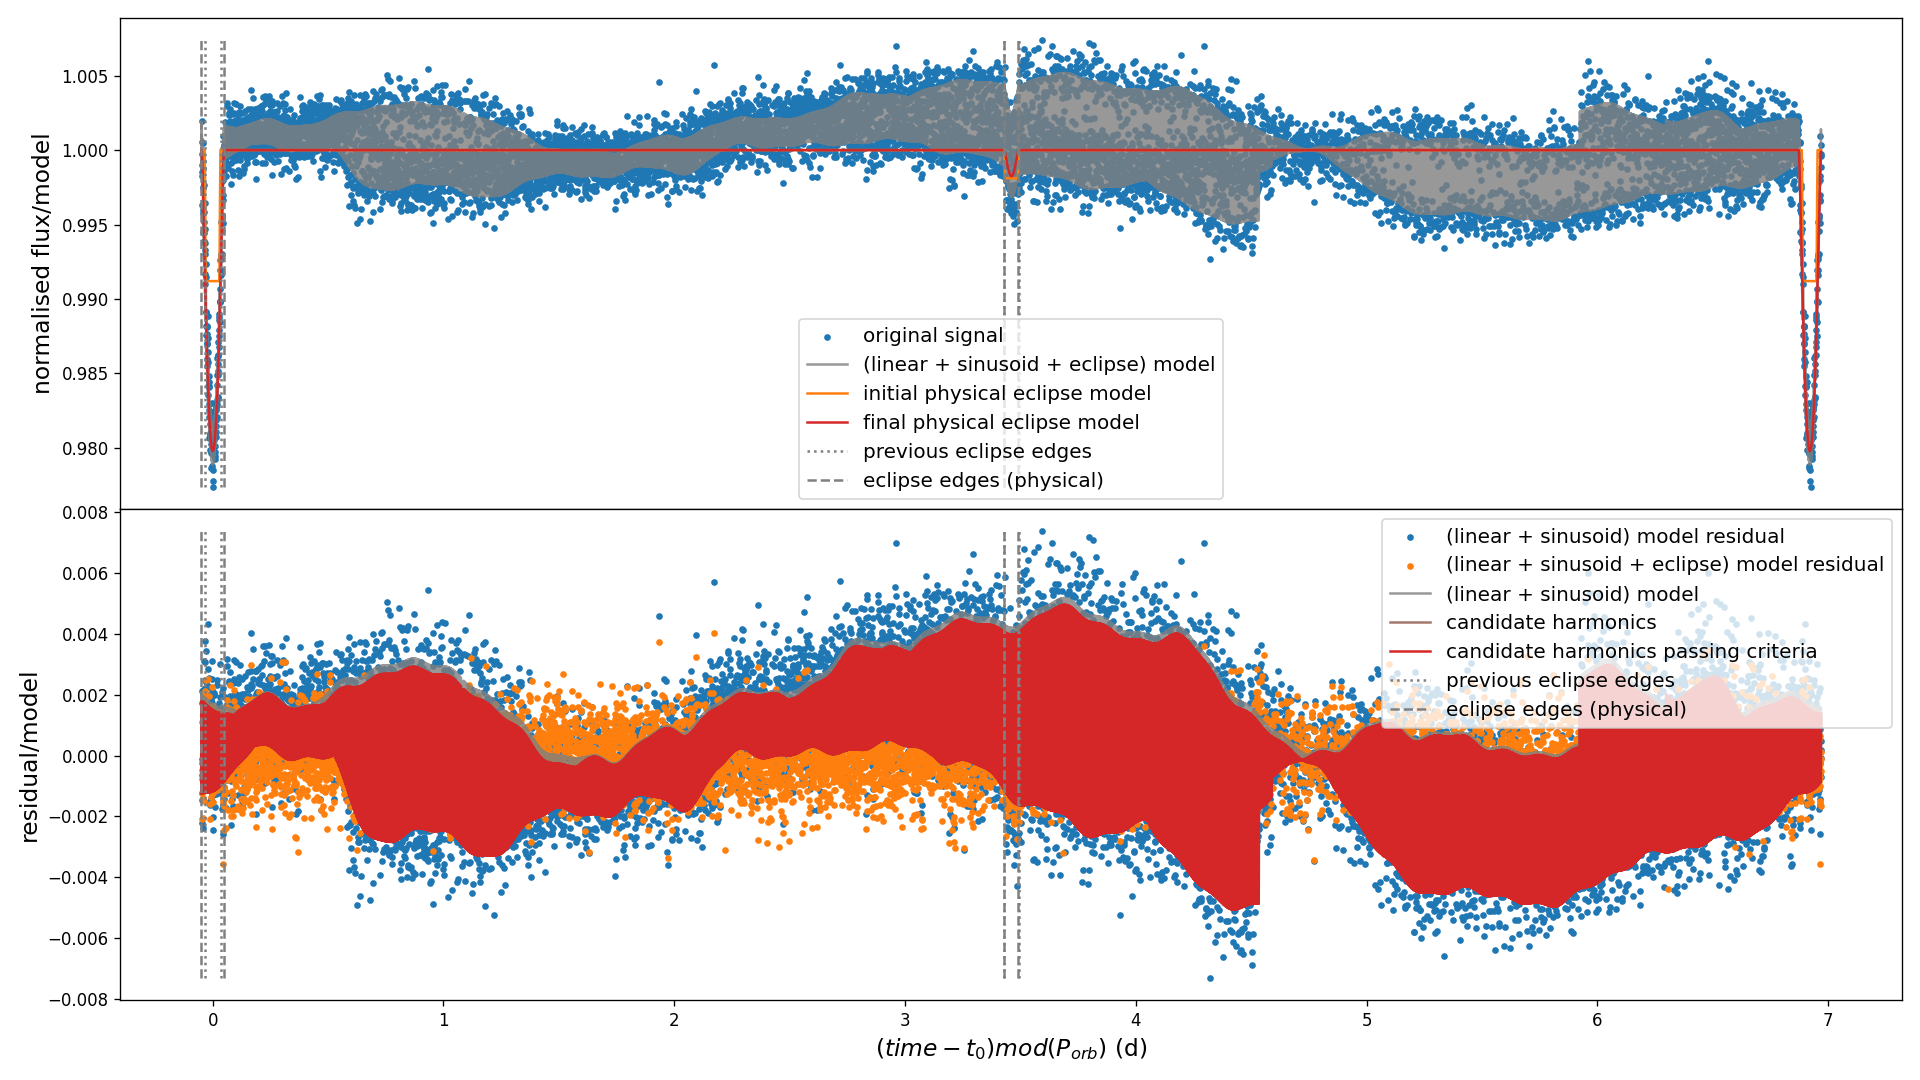 normalised flux/model
1.005
1.000
0.995
0.990
0.985
0.980
original signal
(linear + sinusoid + eclipse) model
initial physical eclipse model
final physical eclipse model
previous eclipse edges
eclipse edges (physical)
residual/model
0.008
0.006
0.004
0.002
0.000
−0.002
−0.004
−0.006
−0.008
(linear + sinusoid) model residual
(linear + sinusoid + eclipse) model residual
(linear + sinusoid) model
candidate harmonics
candidate harmonics passing criteria
previous eclipse edges
eclipse edges (physical)
0 1 2 3 4 5 6 7
(time − t₀)mod(P_orb) (d)